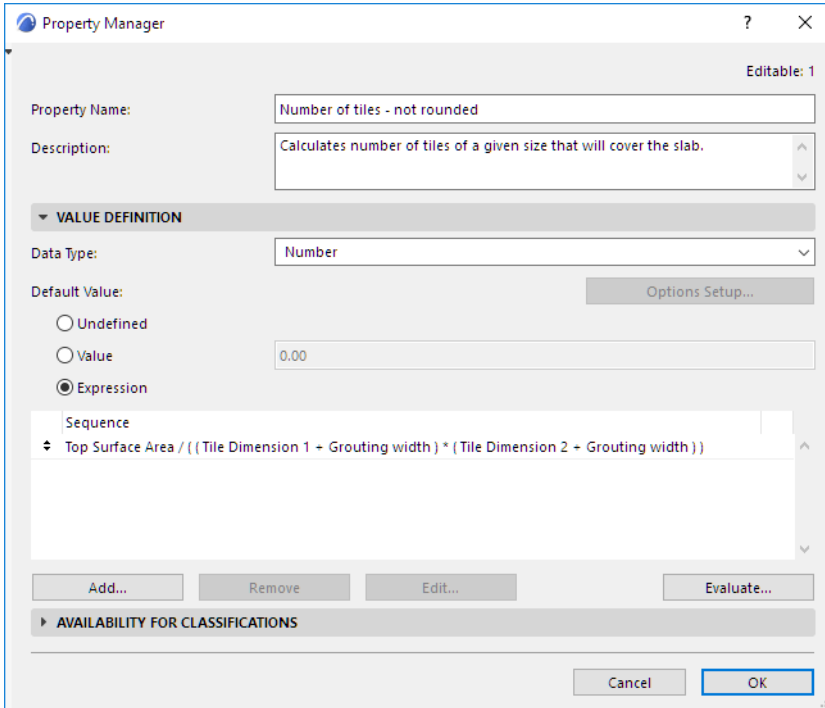 Property Manager
?
Editable: 1
Property Name: Number of tiles - not rounded
Description: Calculates number of tiles of a given size that will cover the slab.
VALUE DEFINITION
Data Type: Number
Default Value: Options Setup...
Undefined
Value 0.00
Expression
Sequence
Top Surface Area / ( ( Tile Dimension 1 + Grouting width ) * ( Tile Dimension 2 + Grouting width ) )
Add... Remove Edit... Evaluate...
AVAILABILITY FOR CLASSIFICATIONS
Cancel OK